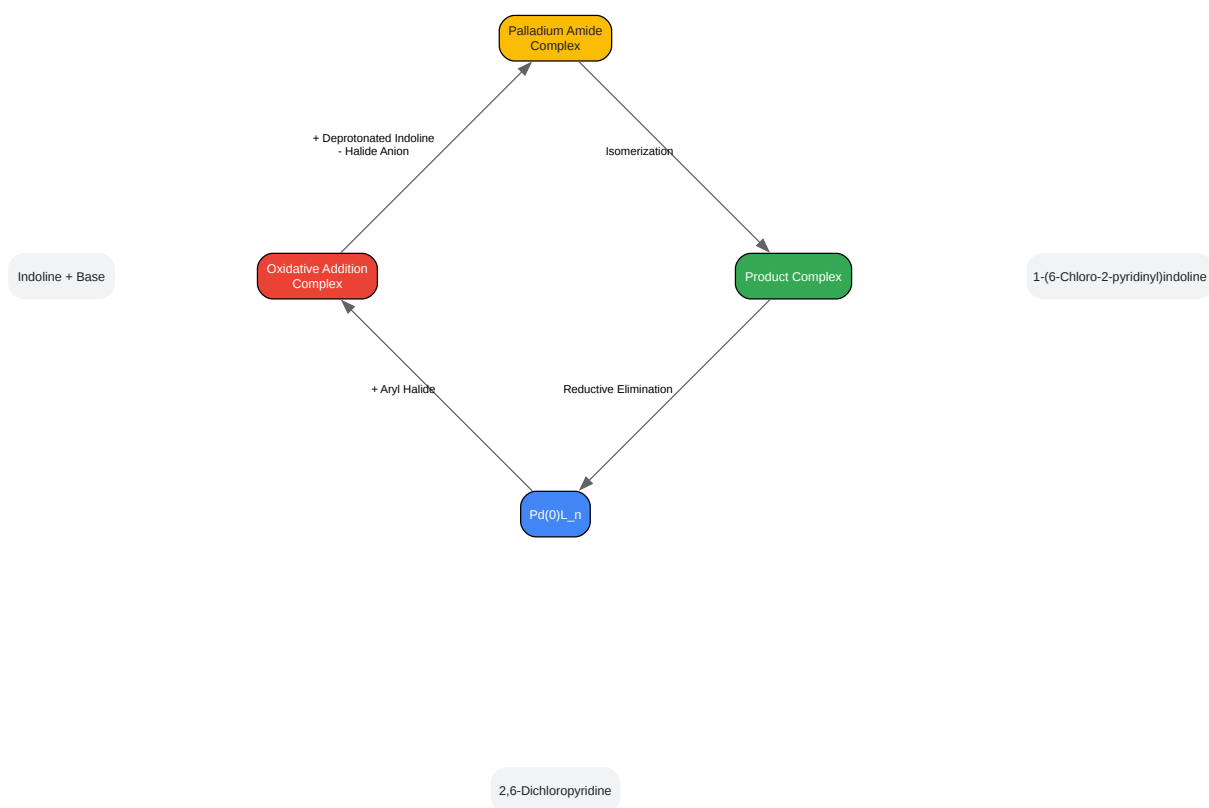 Palladium Amide
Complex
+ Deprotonated Indoline
- Halide Anion
Isomerization
Indoline + Base
Oxidative Addition
Complex
Product Complex
1-(6-Chloro-2-pyridinyl)indoline
+ Aryl Halide
Reductive Elimination
Pd(0)L_n
2,6-Dichloropyridine